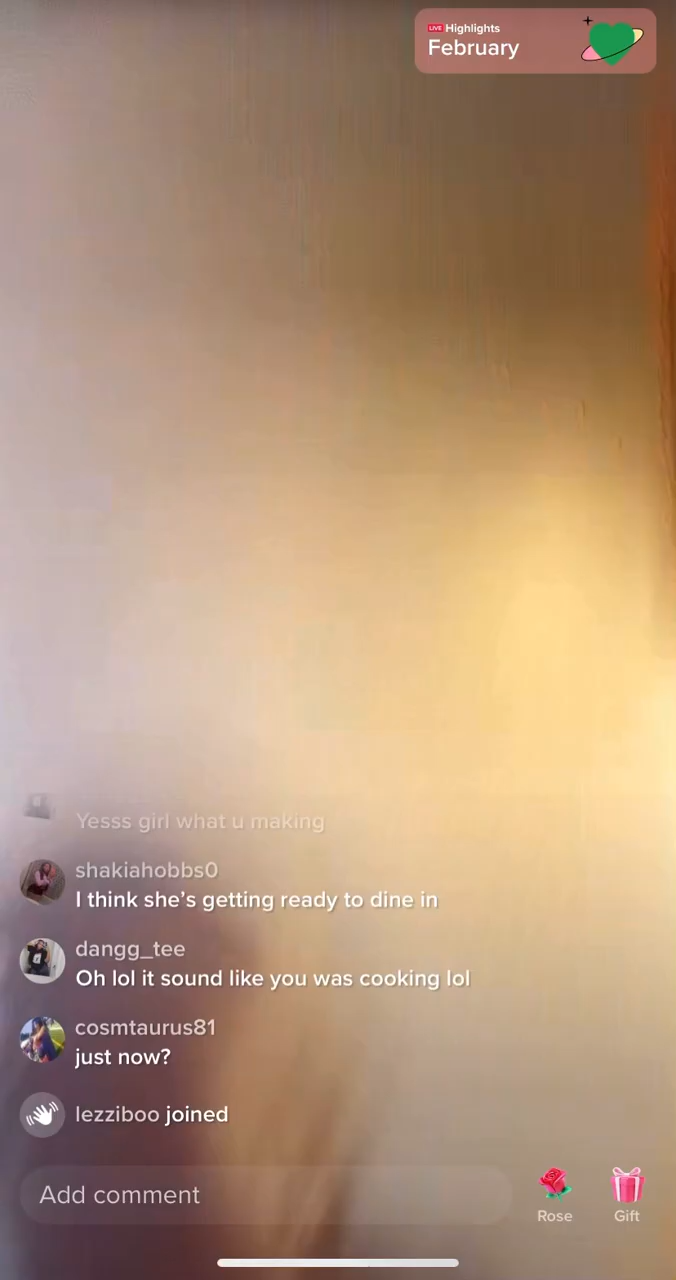 LIVE Highlights
February
Yesss girl what u making
shakiahobbs0
I think she's getting ready to dine in
dangg_tee
Oh lol it sound like you was cooking lol
cosmtaurus81
just now?
lezziboo joined
Add comment
Rose
Gift